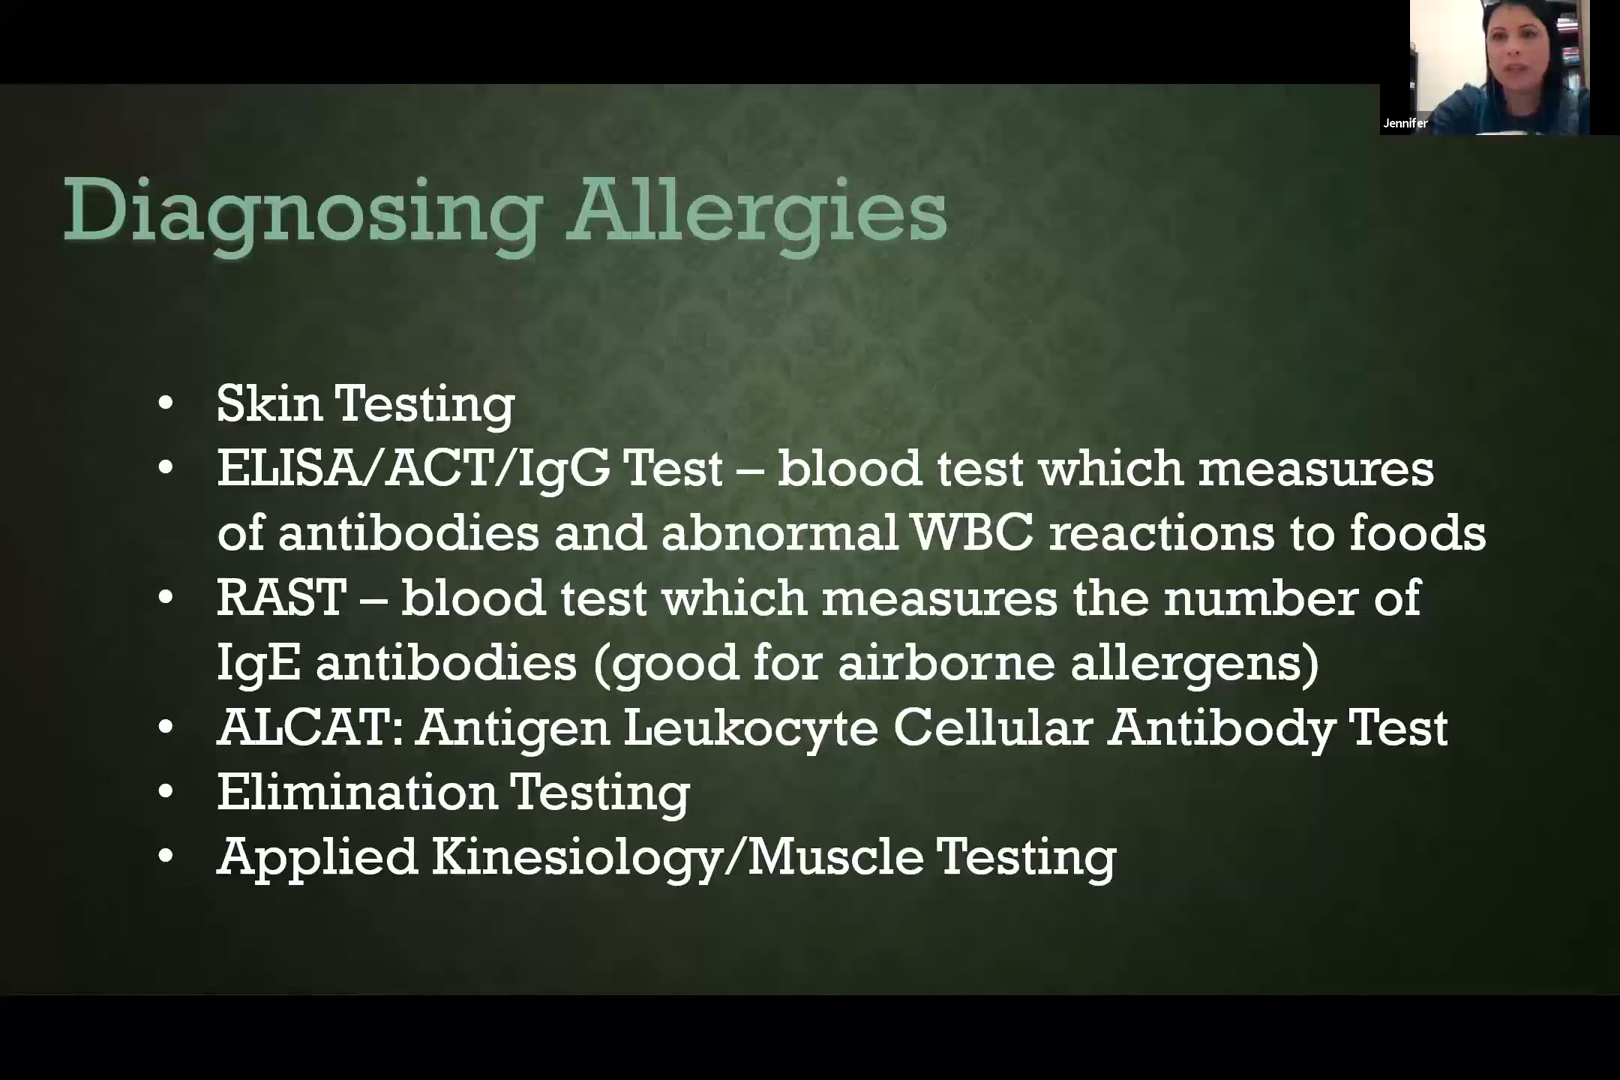 Jennifer
Diagnosing Allergies
• Skin Testing
• ELISA/ACT/IgG Test – blood test which measures
of antibodies and abnormal WBC reactions to foods
• RAST – blood test which measures the number of
IgE antibodies (good for airborne allergens)
• ALCAT: Antigen Leukocyte Cellular Antibody Test
• Elimination Testing
• Applied Kinesiology/Muscle Testing